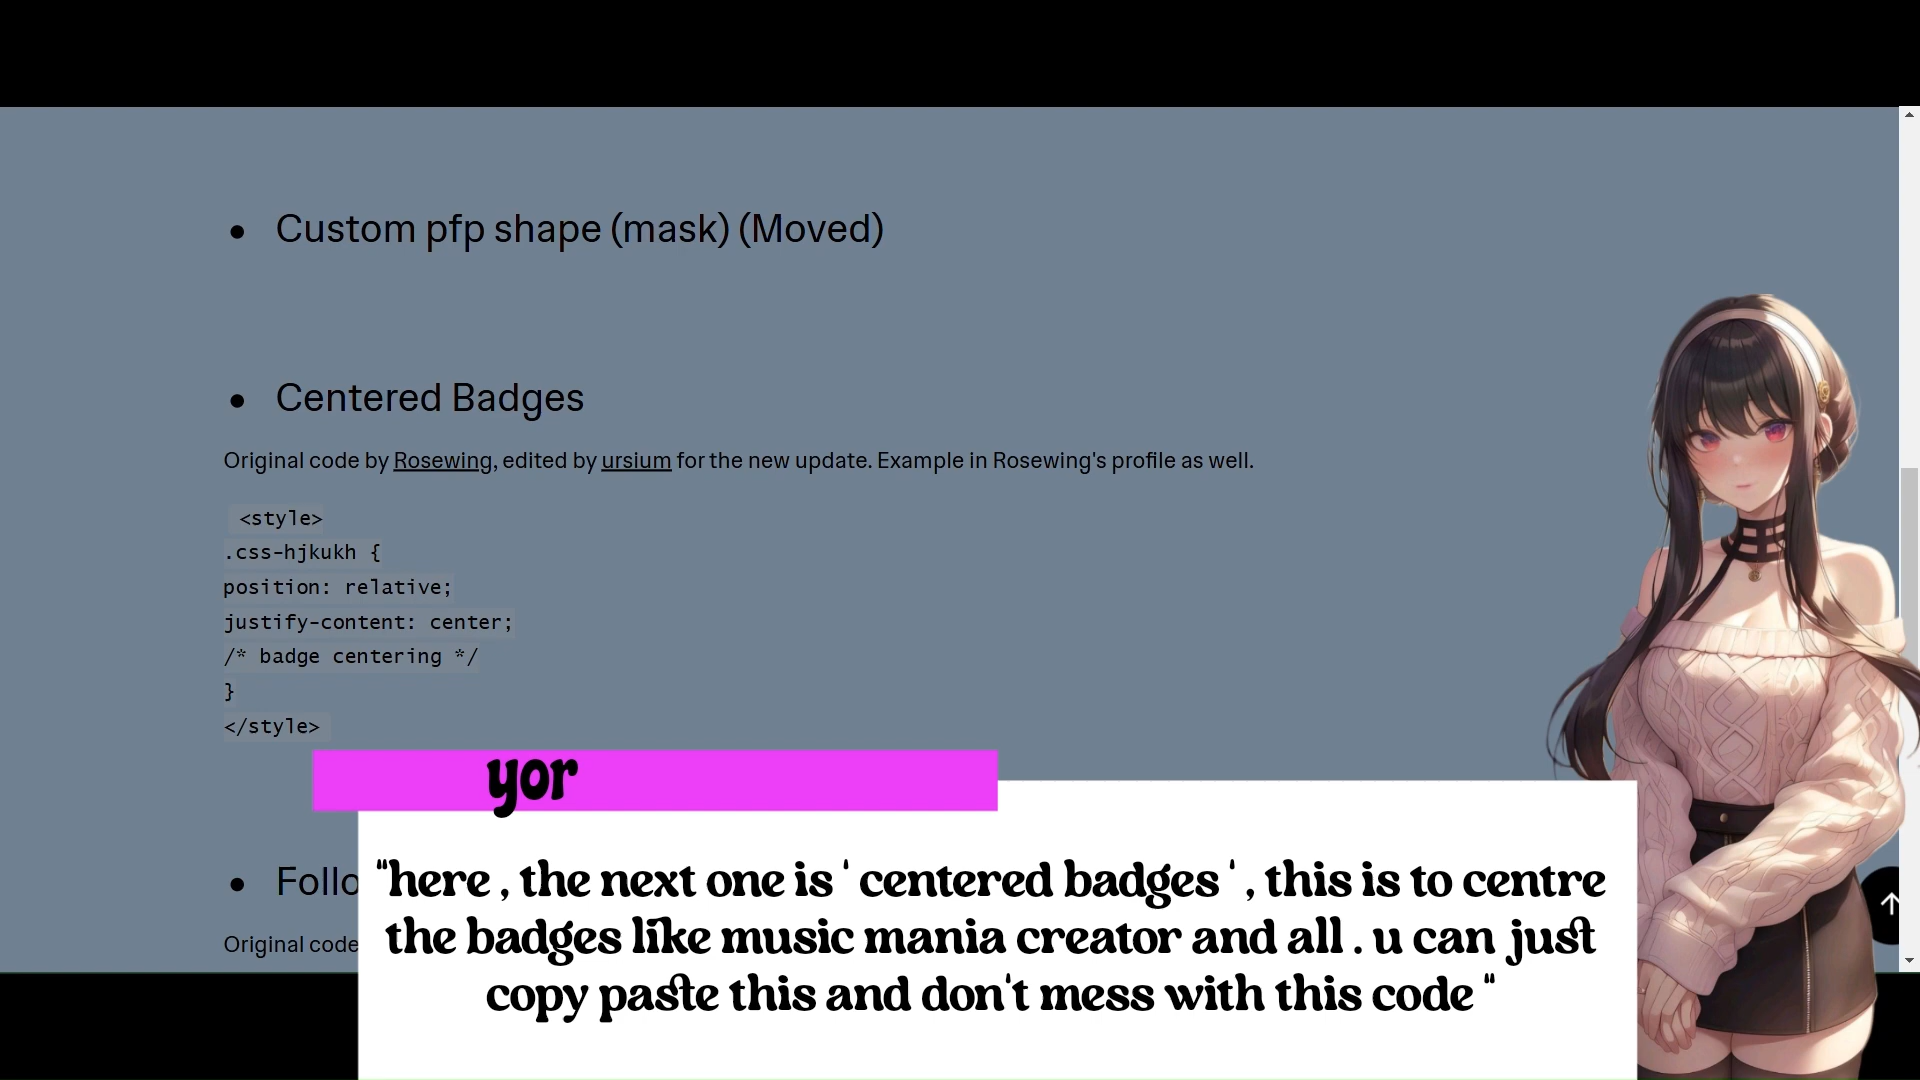 • Custom pfp shape (mask) (Moved)
• Centered Badges
Original code by Rosewing, edited by ursium for the new update. Example in Rosewing's profile as well.
<style>
.css-hjkukh {
position: relative;
justify-content: center;
/* badge centering */
}
</style>
yor
• Follo
Original code
"here , the next one is ' centered badges ' , this is to centre
the badges like music mania creator and all . u can just
copy paste this and don't mess with this code "